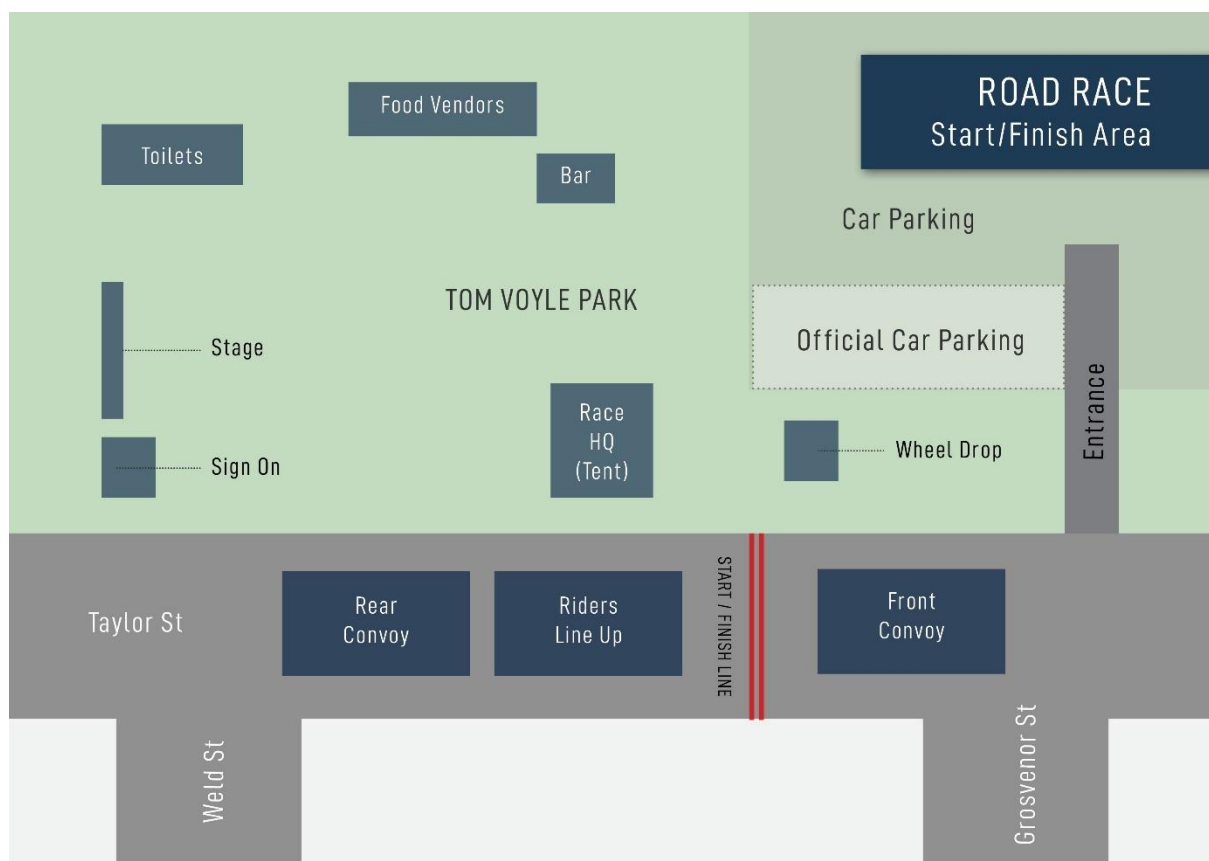 ROAD RACE
Start/Finish Area
Food Vendors
Toilets
Bar
Car Parking
TOM VOYLE PARK
Official Car Parking
Stage
Entrance
Race
HQ
(Tent)
Wheel Drop
Sign On
Taylor St
Rear
Convoy
Riders
Line Up
START / FINISH LINE
Front
Convoy
Weld St
Grosvenor St